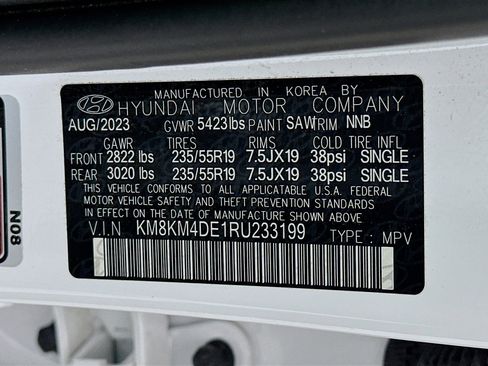 MANUFACTURED IN KOREA BY
HYUNDAI MOTOR COMPANY
AUG/2023 GVWR 5423lbs PAINT SAW TRIM NNB
GAWR TIRES RIMS COLD TIRE INFL
FRONT 2822 lbs 235/55R19 7.5JX19 38psi SINGLE
REAR 3020 lbs 235/55R19 7.5JX19 38psi SINGLE
THIS VEHICLE CONFORMS TO ALL APPLICABLE U.S.A. FEDERAL
MOTOR VEHICLE SAFETY AND THEFT PREVENTION STANDARDS
IN EFFECT ON THE DATE OF MANUFACTURE SHOWN ABOVE.
V.I.N KM8KM4DE1RU233199 TYPE : MPV
N08